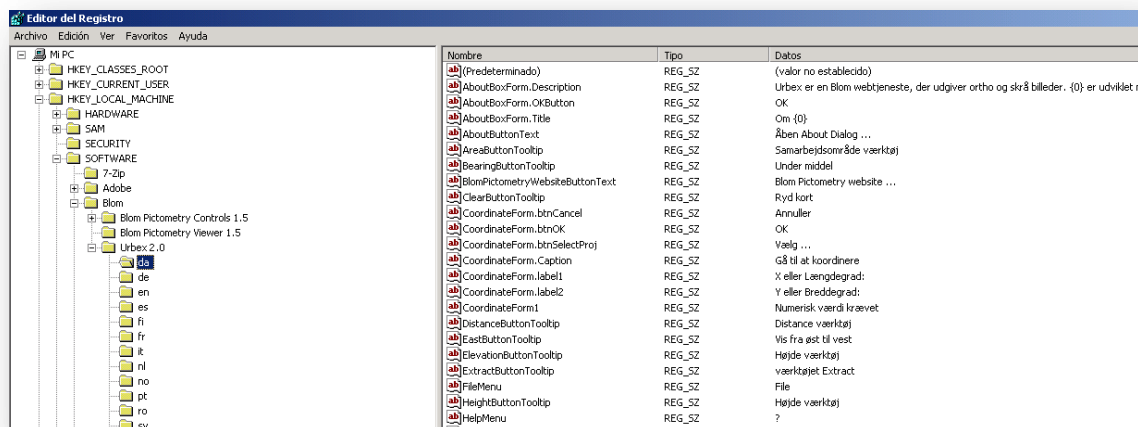 Editor del Registro
Archivo Edición Ver Favoritos Ayuda
Mi PC
HKEY_CLASSES_ROOT
HKEY_CURRENT_USER
HKEY_LOCAL_MACHINE
HARDWARE
SAM
SECURITY
SOFTWARE
7-Zip
Adobe
Blom
Blom Pictometry Controls 1.5
Blom Pictometry Viewer 1.5
Urbex 2.0
da
de
en
es
fi
fr
it
nl
no
pt
ro
sv
Nombre Tipo Datos
(Predeterminado) REG_SZ (valor no establecido)
AboutBoxForm.Description REG_SZ Urbex er en Blom webtjeneste, der udgiver ortho og skrå billeder. {0} er udviklet
AboutBoxForm.OKButton REG_SZ OK
AboutBoxForm.Title REG_SZ Om {0}
AboutButtonText REG_SZ Åben About Dialog ...
AreaButtonTooltip REG_SZ Samarbejdsområde værktøj
BearingButtonTooltip REG_SZ Under middel
BlomPictometryWebsiteButtonText REG_SZ Blom Pictometry website ...
ClearButtonTooltip REG_SZ Ryd kort
CoordinateForm.btnCancel REG_SZ Annuller
CoordinateForm.btnOK REG_SZ OK
CoordinateForm.btnSelectProj REG_SZ Vælg ...
CoordinateForm.Caption REG_SZ Gå til at koordinere
CoordinateForm.label1 REG_SZ X eller Længdegrad:
CoordinateForm.label2 REG_SZ Y eller Breddegrad:
CoordinateForm1 REG_SZ Numerisk værdi krævet
DistanceButtonTooltip REG_SZ Distance værktøj
EastButtonTooltip REG_SZ Vis fra øst til vest
ElevationButtonTooltip REG_SZ Højde værktøj
ExtractButtonTooltip REG_SZ værktøjet Extract
FileMenu REG_SZ File
HeightButtonTooltip REG_SZ Højde værktøj
HelpMenu REG_SZ ?